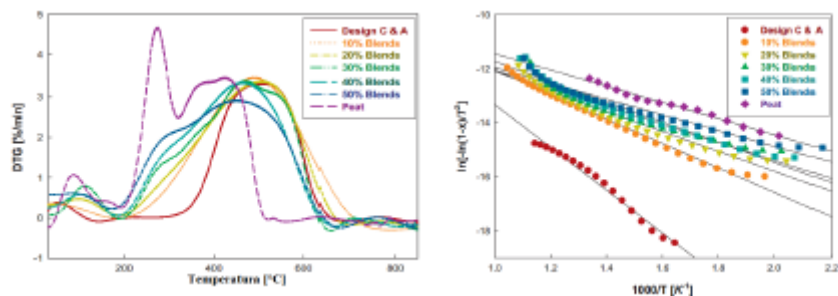 DTG [%/min]
6
5
4
3
2
1
0
-1
200
400
600
800
Temperatura [°C]
Design C & A
10% Blends
20% Blends
30% Blends
40% Blends
50% Blends
Peat
ln[-ln(1-x)/T²]
-10
-12
-14
-16
-18
1.0
1.2
1.4
1.6
1.8
2.0
2.2
1000/T [/K⁻¹]
Design C & A
10% Blends
20% Blends
30% Blends
40% Blends
50% Blends
Peat